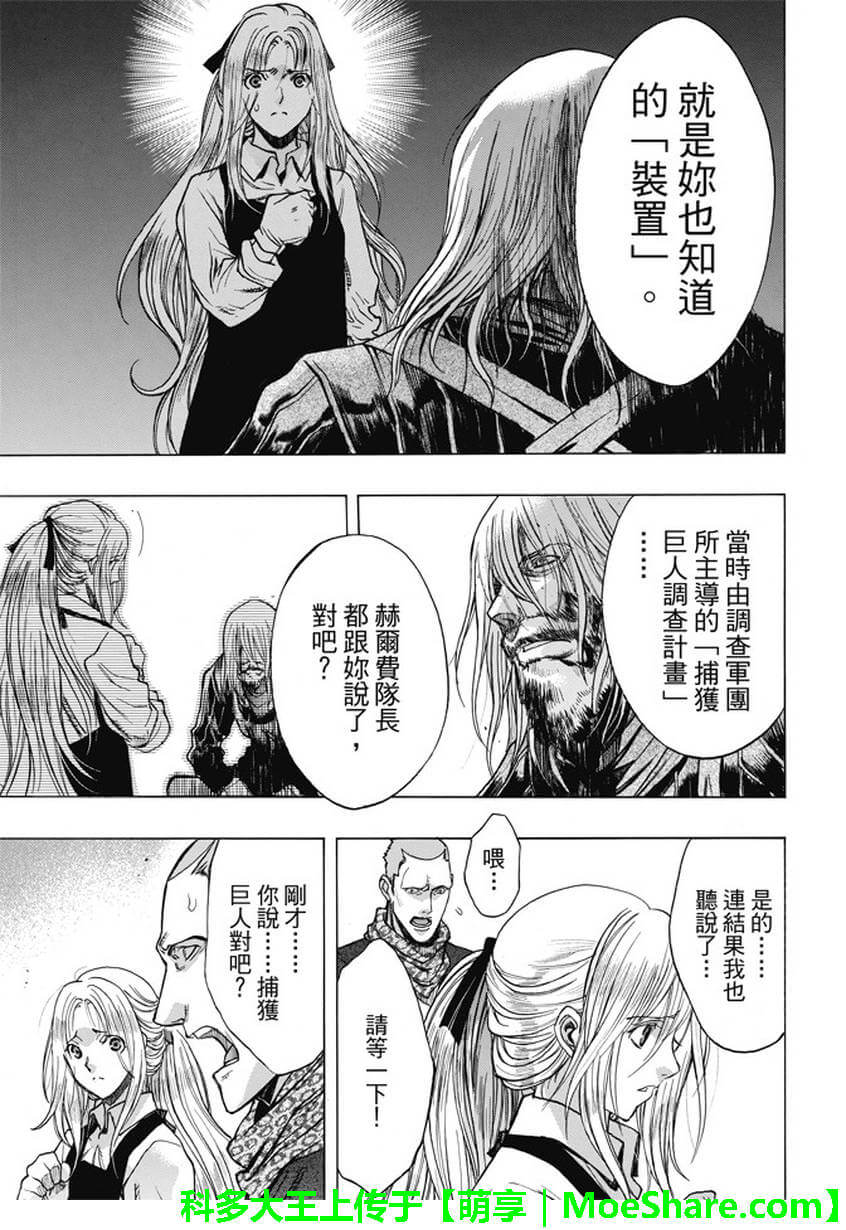 就是妳也知道
的「裝置」。
當時由調查軍團
所主導的「捕獲
巨人調查計畫」
……
赫爾費隊長
都跟妳說了，
對吧？
是的……
連結果我也
聽說了…
喂…
請等一下！
剛才……
你說……捕獲
巨人對吧？
科多大王上传于【萌享｜MoeShare.com】